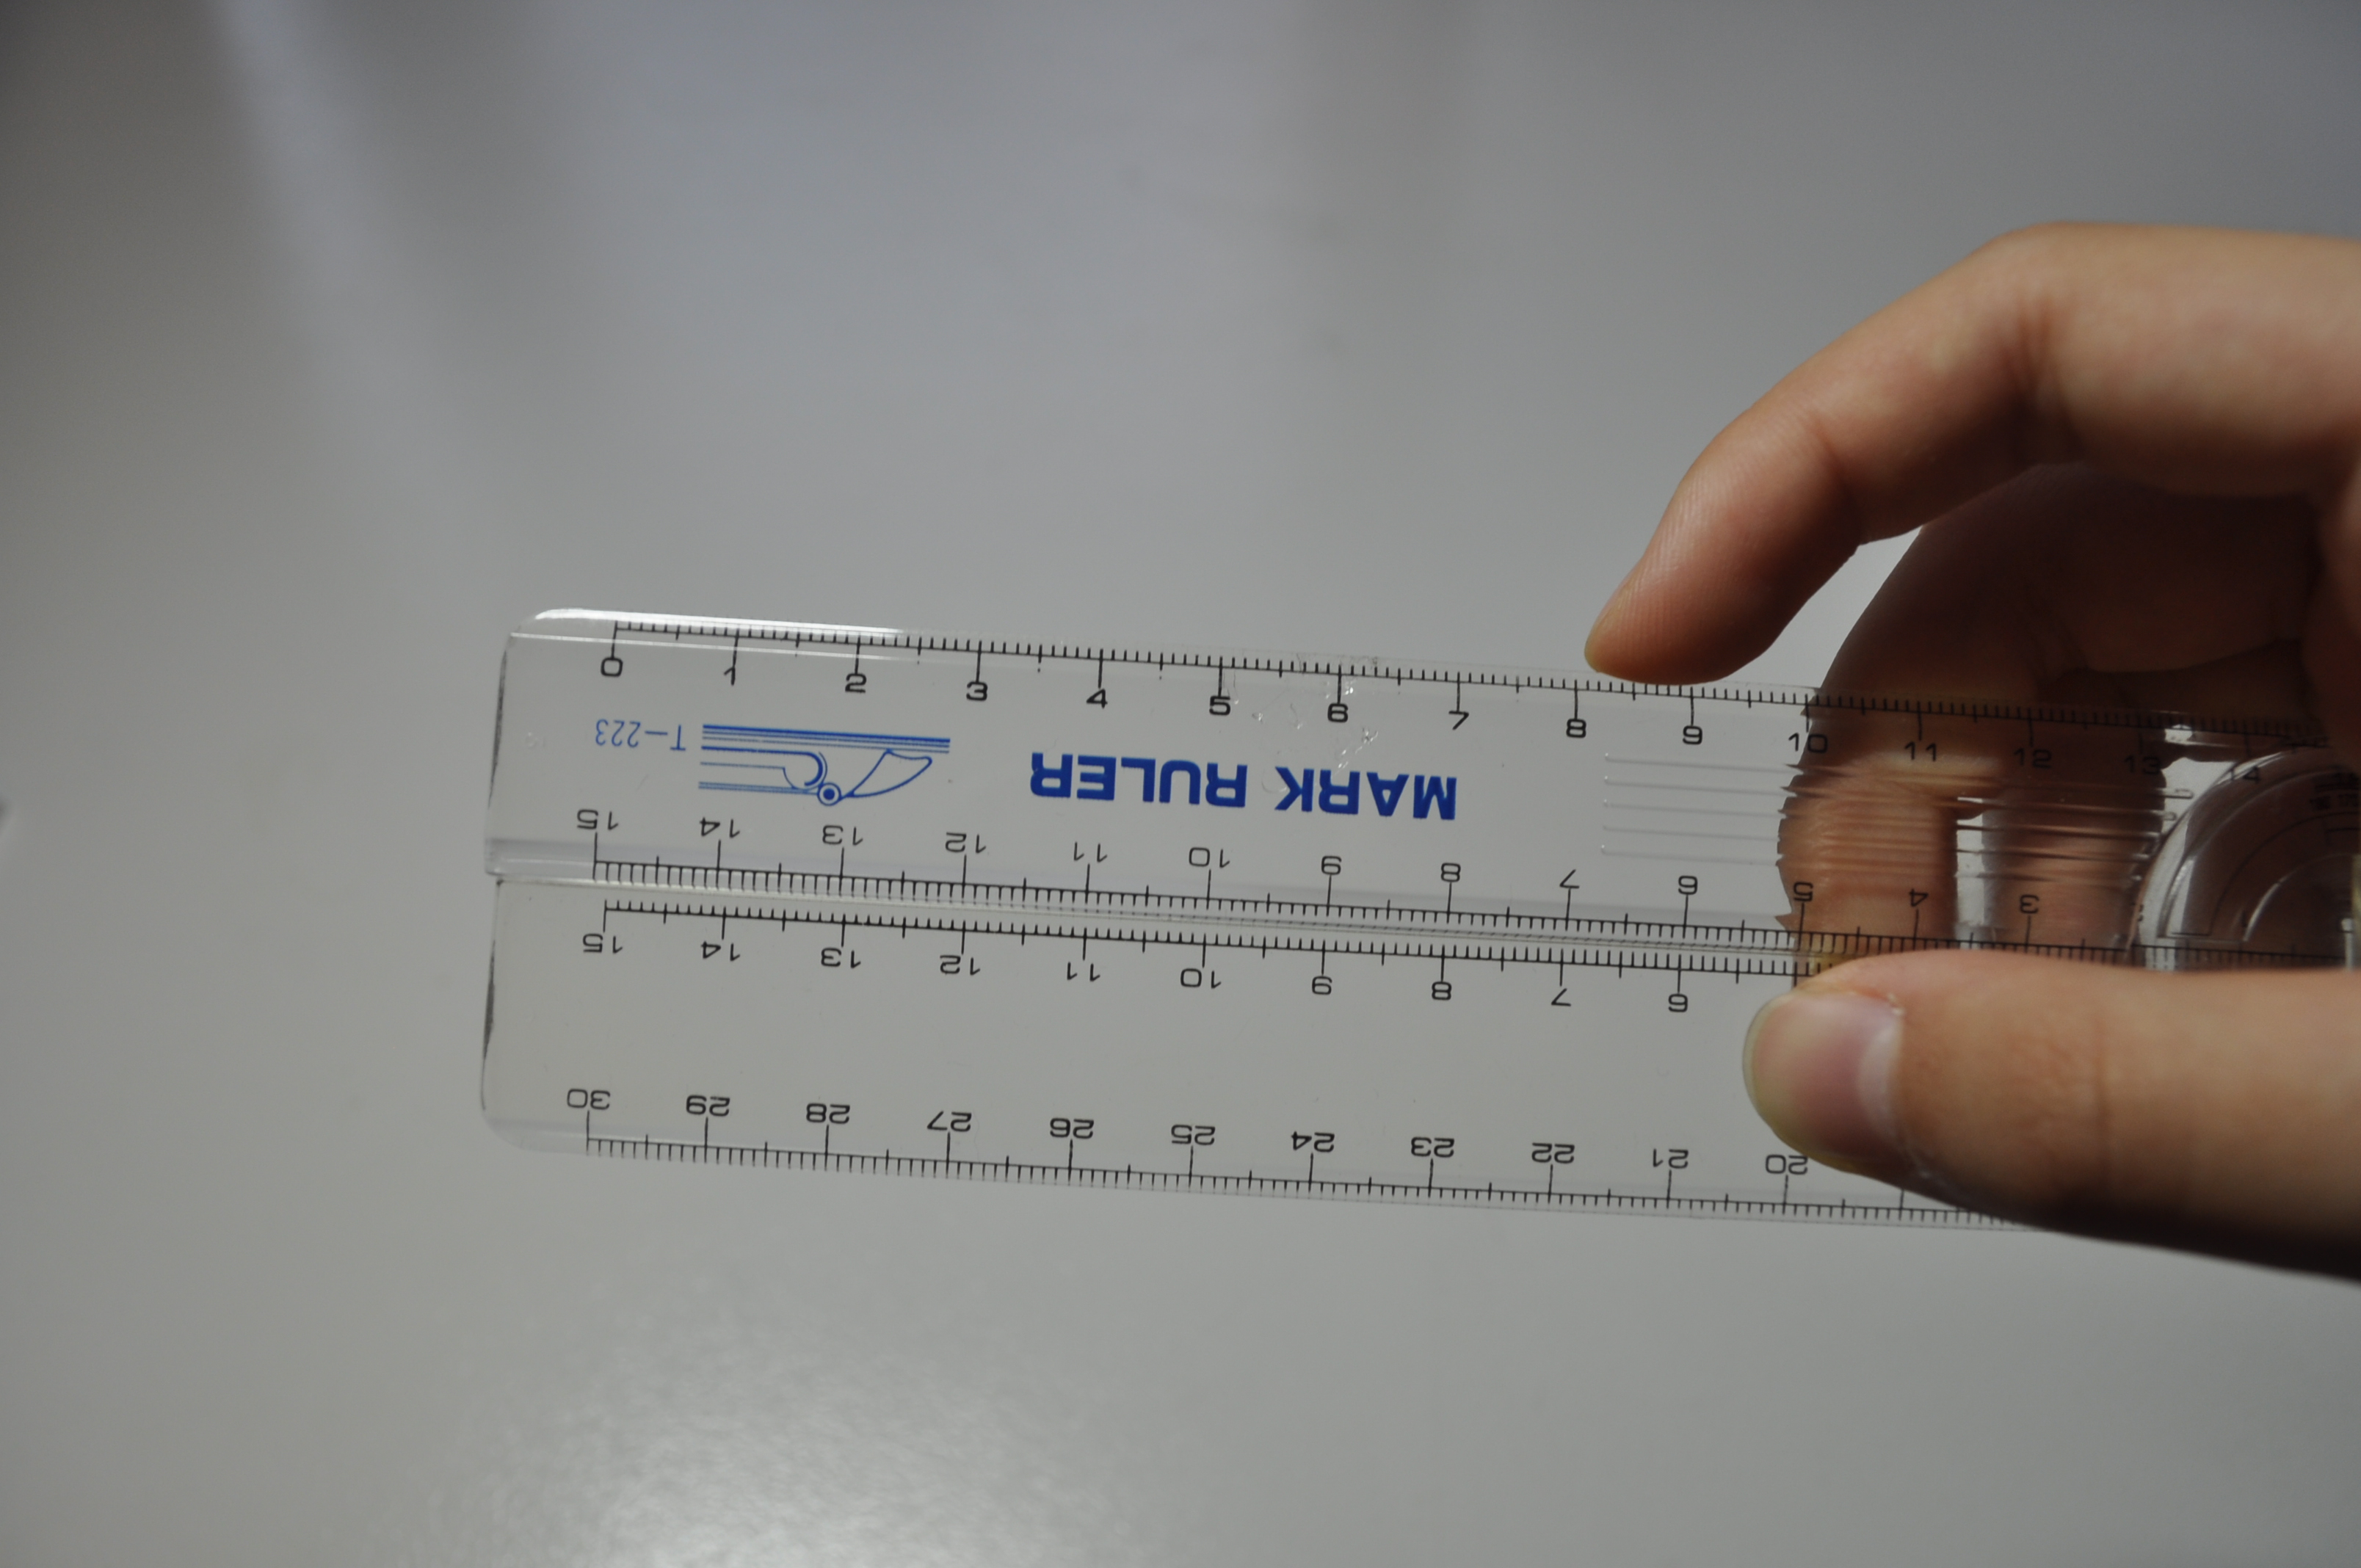 0 1 2 3 4 5 6 7 8 9 10 11 12 13 14
T-223
MARK RULER
15 14 13 12 11 10 9 8 7 6 5 4 3
15 14 13 12 11 10 9 8 7 6
30 29 28 27 26 25 24 23 22 21 20